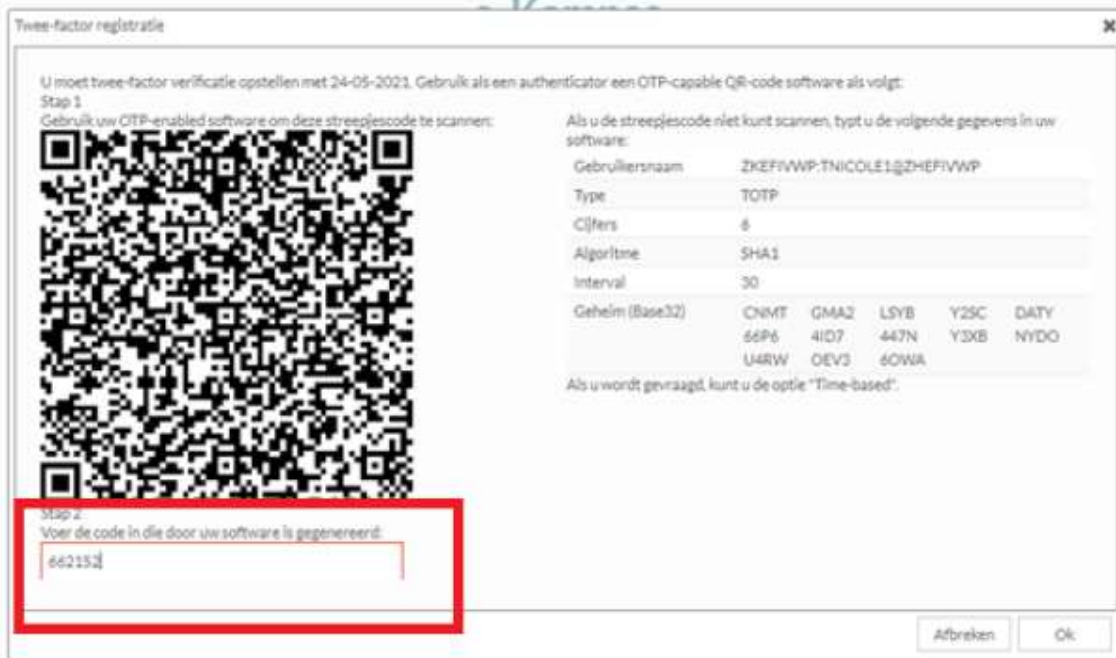 Twee-factor registratie
U moet twee-factor verificatie opstellen met 24-05-2021. Gebruik als een authenticator een OTP-capable QR-code software als volgt:
Stap 1
Gebruik uw OTP-enabled software om deze streepjescode te scannen:
Als u de streepjescode niet kunt scannen, typt u de volgende gegevens in uw
software:
Gebruikersnaam ZKEFIVWP:TNICOLE1@ZHEFIVWP
Type TOTP
Cijfers 6
Algoritme SHA1
Interval 30
Geheim (Base32) CNMT GMA2 LSYB Y2SC DATY
66P6 4ID7 447N Y3XB NYDO
U4RW OEV3 6OWA
Als u wordt gevraagd, kunt u de optie "Time-based".
Stap 2
Voer de code in die door uw software is gegenereerd:
662152
Afbreken Ok